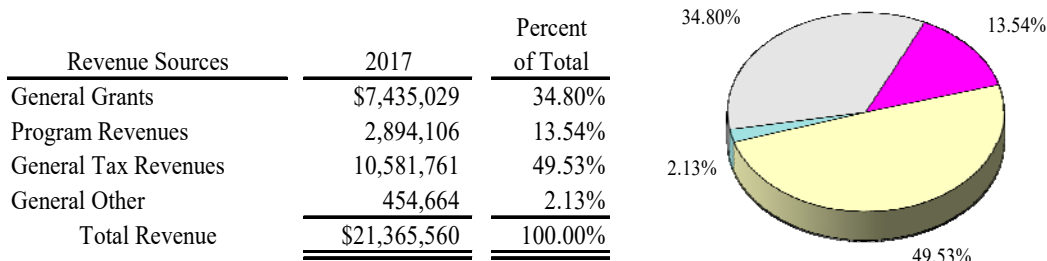 Percent
Revenue Sources 2017 of Total
General Grants $7,435,029 34.80%
Program Revenues 2,894,106 13.54%
General Tax Revenues 10,581,761 49.53%
General Other 454,664 2.13%
Total Revenue $21,365,560 100.00%
34.80%
13.54%
2.13%
49.53%